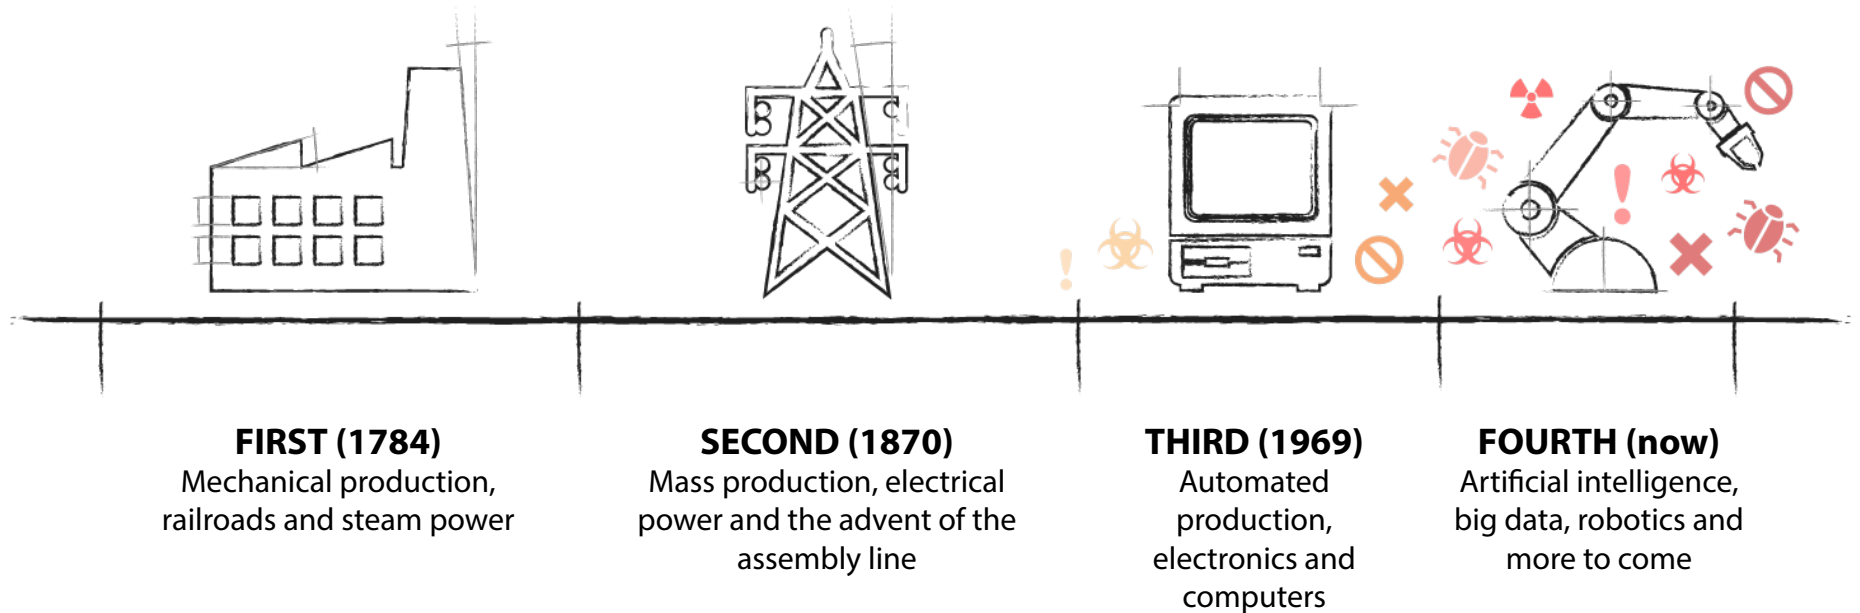 FIRST (1784)
Mechanical production,
railroads and steam power
SECOND (1870)
Mass production, electrical
power and the advent of the
assembly line
THIRD (1969)
Automated
production,
electronics and
computers
FOURTH (now)
Artificial intelligence,
big data, robotics and
more to come